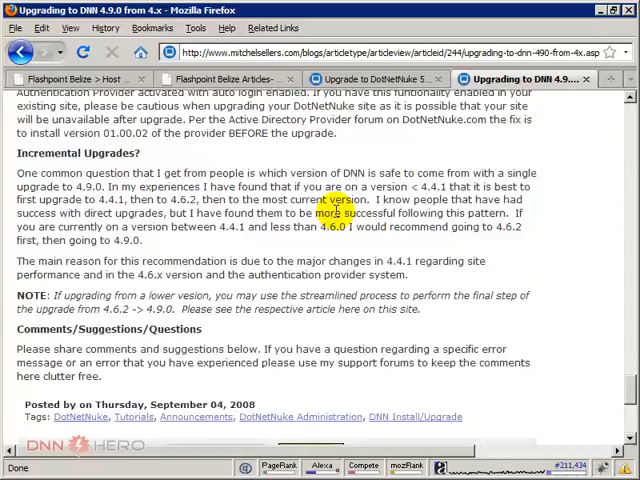 Upgrading to DNN 4.9.0 from 4.x - Mozilla Firefox
File Edit View History Bookmarks Tools Help Related Links
http://www.mitchelsellers.com/blogs/articletype/articleview/articleid/244/upgrading-to-dnn-490-from-4x.asp
Flashpoint Belize > Host ... Flashpoint Belize Articles- ... Upgrade to DotNetNuke 5... Upgrading to DNN 4.9....
Authentication Provider activated with auto login enabled. If you have this funtionality enabled in your
existing site, please be cautious when upgrading your DotNetNuke site as it is possible that your site
will be unavailable after upgrade. Per the Active Directory Provider forum on DotNetNuke.com the fix is
to install version 01.00.02 of the provider BEFORE the upgrade.
Incremental Upgrades?
One common question that I get from people is which version of DNN is safe to come from with a single
upgrade to 4.9.0. In my experiences I have found that if you are on a version < 4.4.1 that it is best to
first upgrade to 4.4.1, then to 4.6.2, then to the most current version. I know people that have had
success with direct upgrades, but I have found them to be more successful following this pattern. If
you are currently on a version between 4.4.1 and less than 4.6.0 I would recommend going to 4.6.2
first, then going to 4.9.0.
The main reason for this recommendation is due to the major changes in 4.4.1 regarding site
performance and in the 4.6.x version and the authentication provider system.
NOTE: If upgrading from a lower vesion, you may use the streamlined process to perform the final step of
the upgrade from 4.6.2 -> 4.9.0. Please see the respective article here on this site.
Comments/Suggestions/Questions
Please share comments and suggestions below. If you have a question regarding a specific error
message or an error that you have experienced please use my support forums to keep the comments
here clutter free.
Posted by on Thursday, September 04, 2008
Tags: DotNetNuke, Tutorials, Announcements, DotNetNuke Administration, DNN Install/Upgrade
DNN HERO
Done PageRank Alexa Compete mozRank #211,434